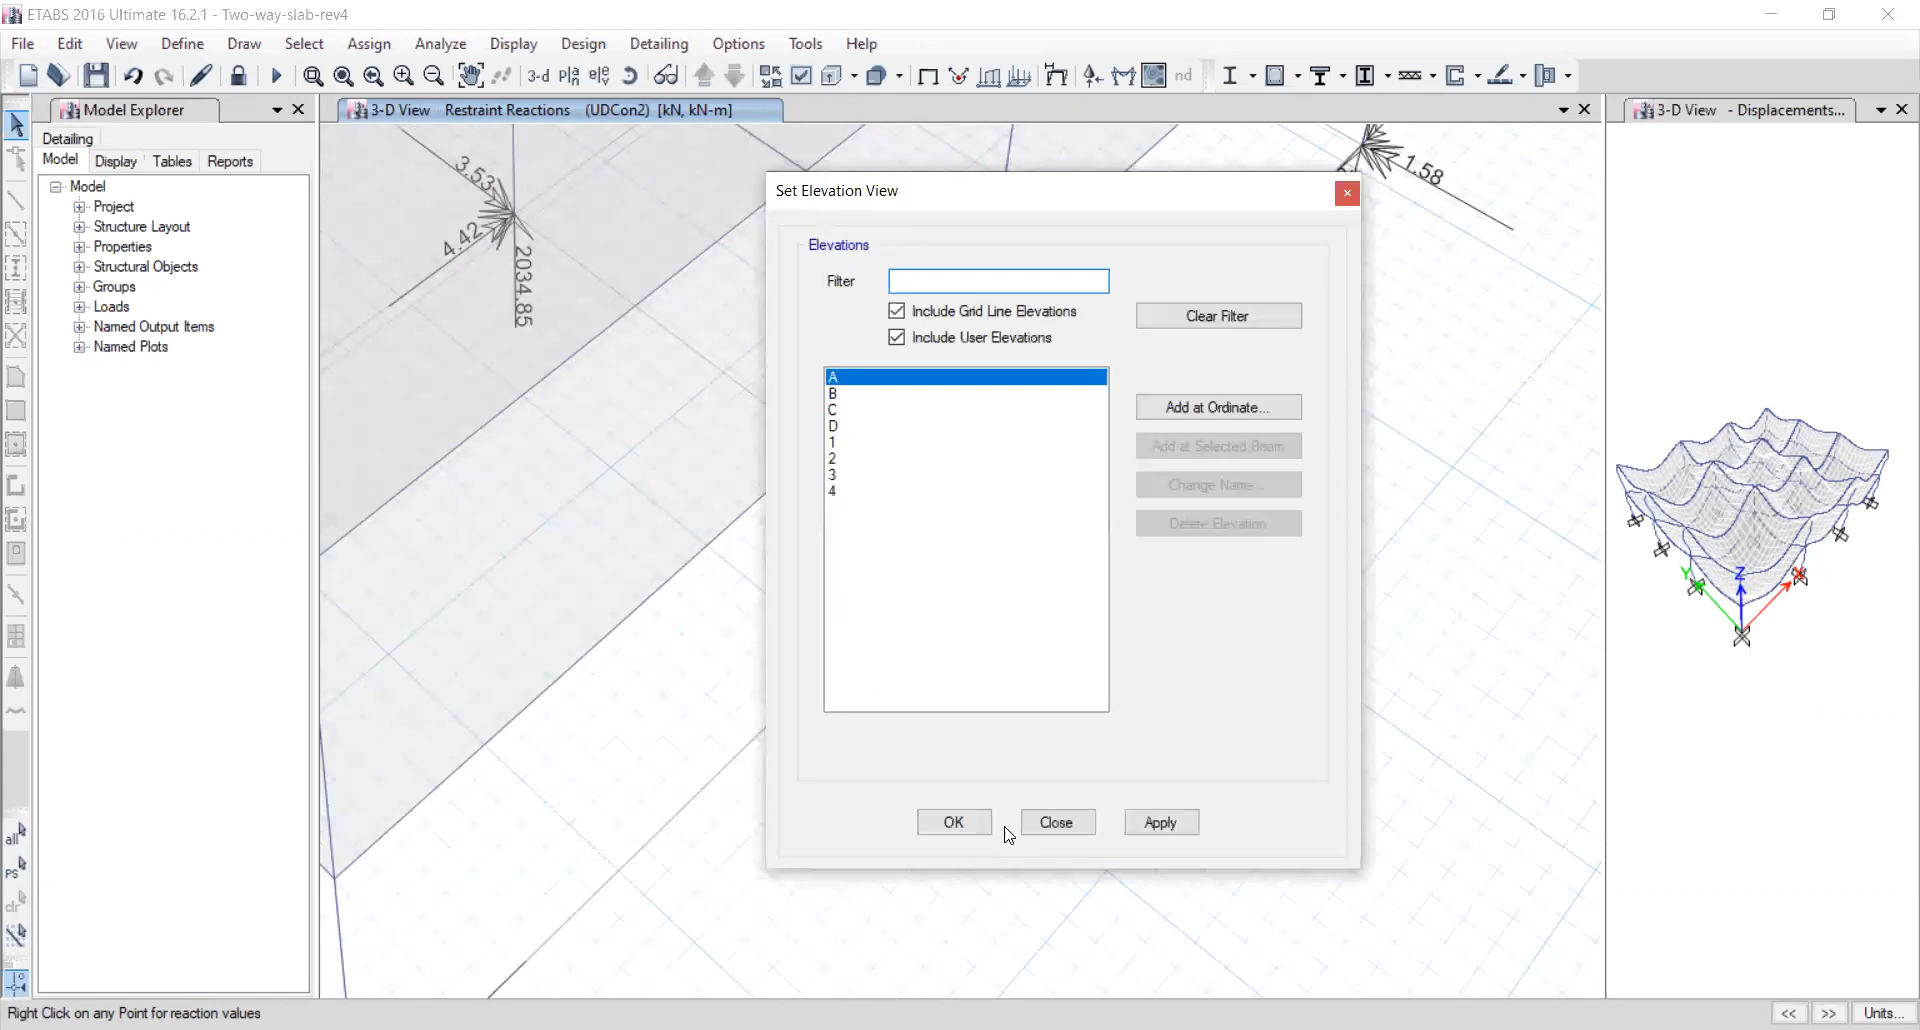 ETABS 2016 Ultimate 16.2.1 - Two-way-slab-rev4
File Edit View Define Draw Select Assign Analyze Display Design Detailing Options Tools Help
3-d
nd
Model Explorer
3-D View Restraint Reactions (UDCon2) [kN, kN-m]
3-D View - Displacements...
Detailing
Model Display Tables Reports
Model
Project
Structure Layout
Properties
Structural Objects
Groups
Loads
Named Output Items
Named Plots
3.53
4.42
2034.85
1.58
Set Elevation View
Elevations
Filter
Include Grid Line Elevations
Include User Elevations
Clear Filter
A
B
C
D
1
2
3
4
Add at Ordinate...
Add at Selected Beam
Change Name...
Delete Elevation
OK Close Apply
Y Z X
all
PS
clr
Right Click on any Point for reaction values
<< >> Units...